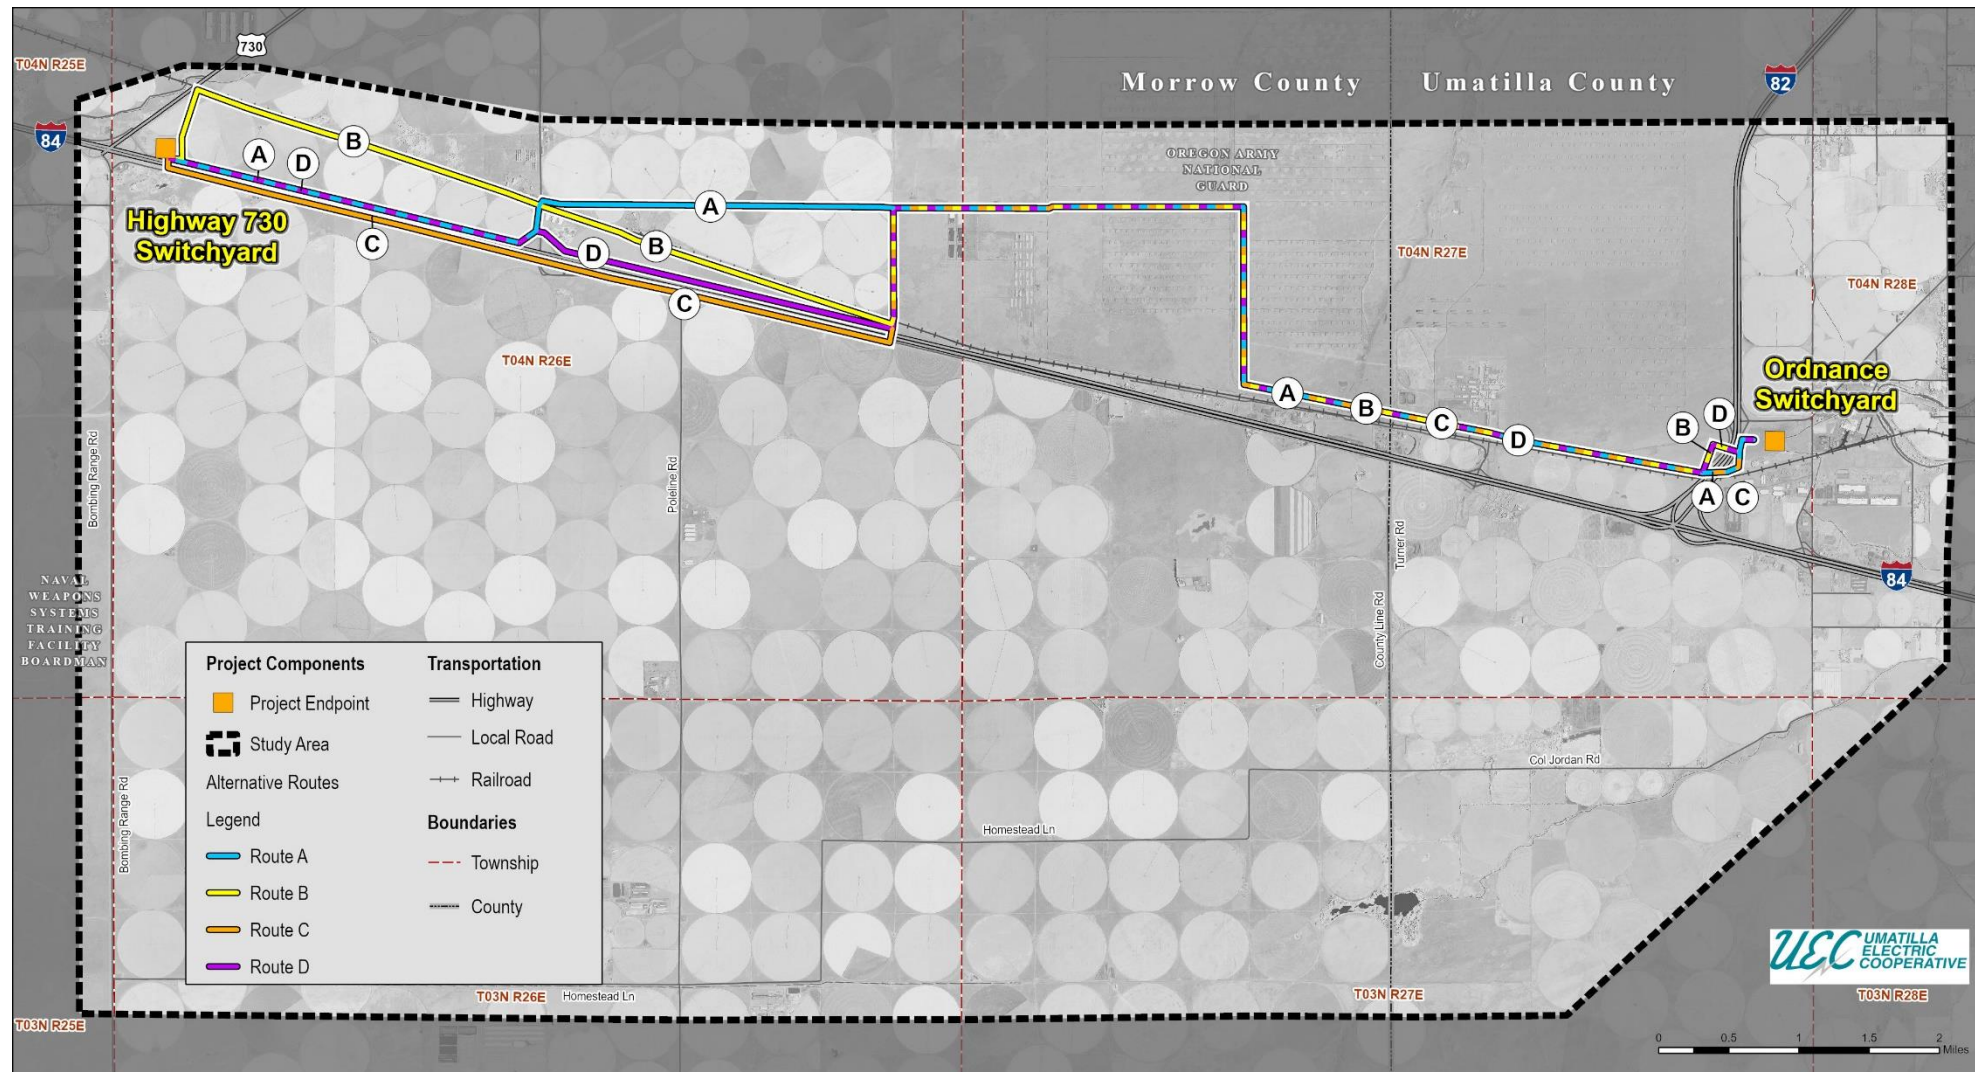 730
T04N R25E
Morrow County
Umatilla County
82
84
B
A
D
OREGON ARMY
NATIONAL
GUARD
A
Highway 730
Switchyard
C
B
D
T04N R27E
T04N R28E
C
T04N R26E
Ordnance
Switchyard
A
B
C
D
B
D
A
C
Bombing Range Rd
Poleline Rd
Turner Rd
84
NAVAL
WEAPONS
SYSTEMS
TRAINING
FACILITY
BOARDMAN
County Line Rd
Project Components
Project Endpoint
Study Area
Alternative Routes
Legend
Route A
Route B
Route C
Route D
Transportation
Highway
Local Road
Railroad
Boundaries
Township
County
Bombing Range Rd
Col Jordan Rd
Homestead Ln
UEC UMATILLA
ELECTRIC
COOPERATIVE
T03N R26E
Homestead Ln
T03N R27E
T03N R28E
T03N R25E
0 0.5 1 1.5 2
Miles